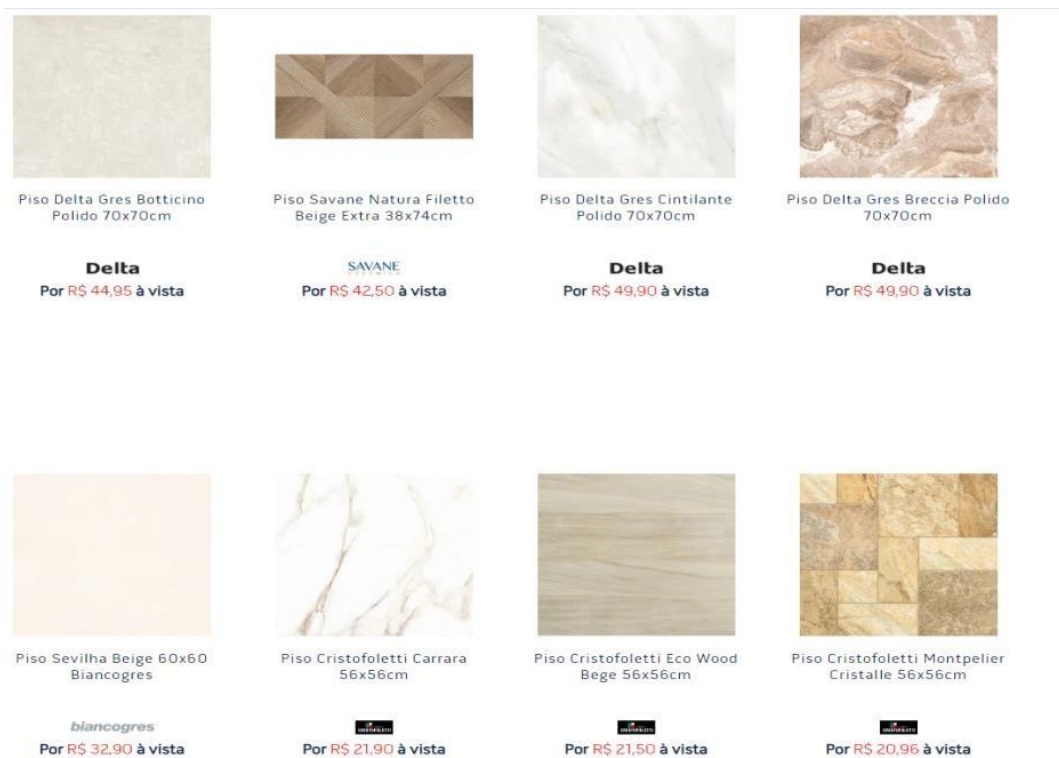 Piso Delta Gres Botticino
Polido 70x70cm
Piso Savane Natura Filetto
Beige Extra 38x74cm
Piso Delta Gres Cintilante
Polido 70x70cm
Piso Delta Gres Breccia Polido
70x70cm
Delta
SAVANE
Delta
Delta
Por R$ 44,95 à vista
Por R$ 42,50 à vista
Por R$ 49,90 à vista
Por R$ 49,90 à vista
Piso Sevilha Beige 60x60
Biancogres
Piso Cristofoletti Carrara
56x56cm
Piso Cristofoletti Eco Wood
Bege 56x56cm
Piso Cristofoletti Montpelier
Cristalle 56x56cm
biancogres
CRISTOFOLETTI
CRISTOFOLETTI
CRISTOFOLETTI
Por R$ 32,90 à vista
Por R$ 21,90 à vista
Por R$ 21,50 à vista
Por R$ 20,96 à vista